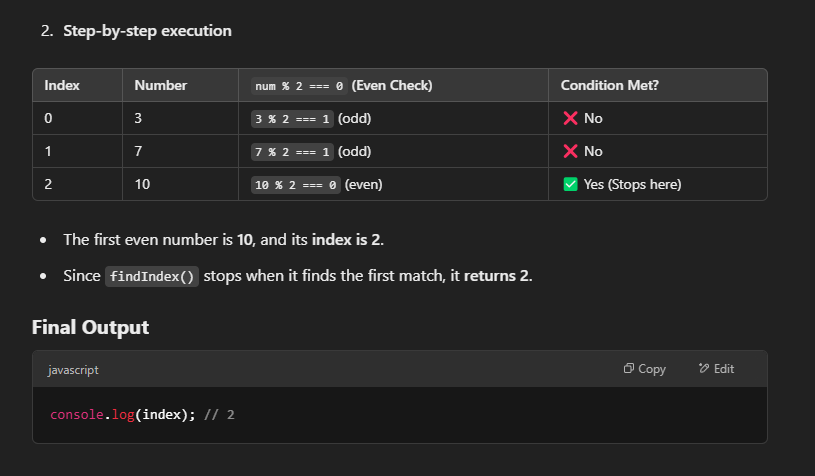 2. Step-by-step execution
Index Number num % 2 === 0 (Even Check) Condition Met?
0 3 3 % 2 === 1 (odd) ❌ No
1 7 7 % 2 === 1 (odd) ❌ No
2 10 10 % 2 === 0 (even) ✅ Yes (Stops here)
• The first even number is 10, and its index is 2.
• Since findIndex() stops when it finds the first match, it returns 2.
Final Output
javascript Copy Edit
console.log(index); // 2